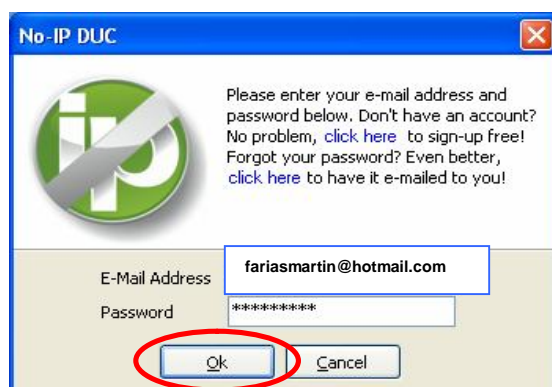 No-IP DUC
ip
Please enter your e-mail address and
password below. Don't have an account?
No problem, click here to sign-up free!
Forgot your password? Even better,
click here to have it e-mailed to you!
E-Mail Address fariasmartin@hotmail.com
Password *********
Ok Cancel